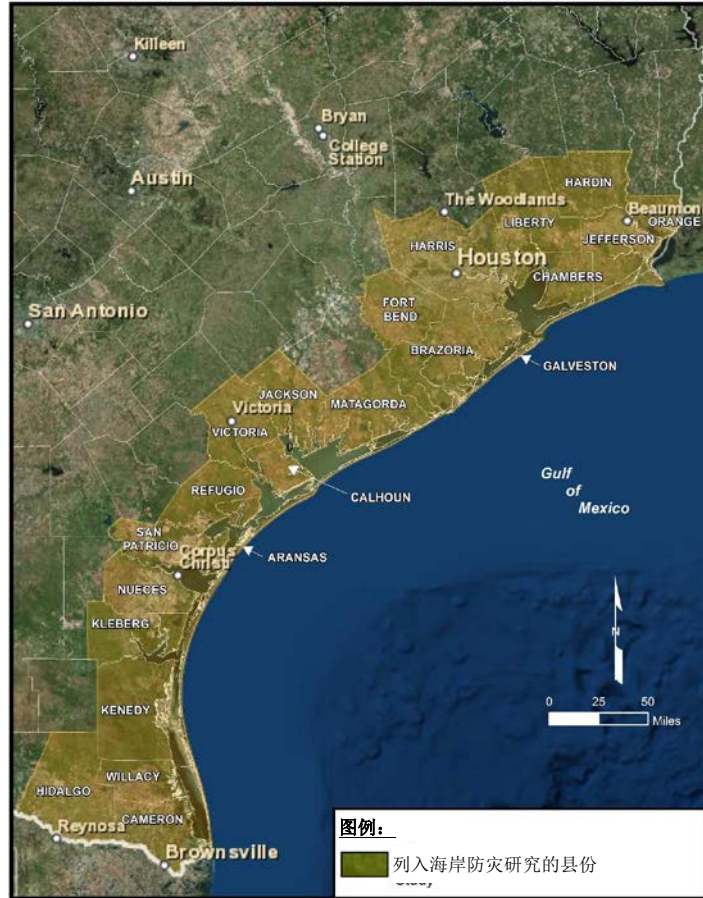 Killeen
Bryan
College
Station
Austin
HARDIN
The Woodlands
Beaumon
LIBERTY
ORANGE
HARRIS
JEFFERSON
Houston
CHAMBERS
San Antonio
FORT
BEND
BRAZORIA
GALVESTON
JACKSON
MATAGORDA
Victoria
VICTORIA
Gulf
of
Mexico
REFUGIO
CALHOUN
SAN
PATRICIO
Corpus
Christi
ARANSAS
NUECES
KLEBERG
N
KENEDY
0 25 50
Miles
WILLACY
HIDALGO
CAMERON
Reynosa
Brownsville
图例：
列入海岸防灾研究的县份